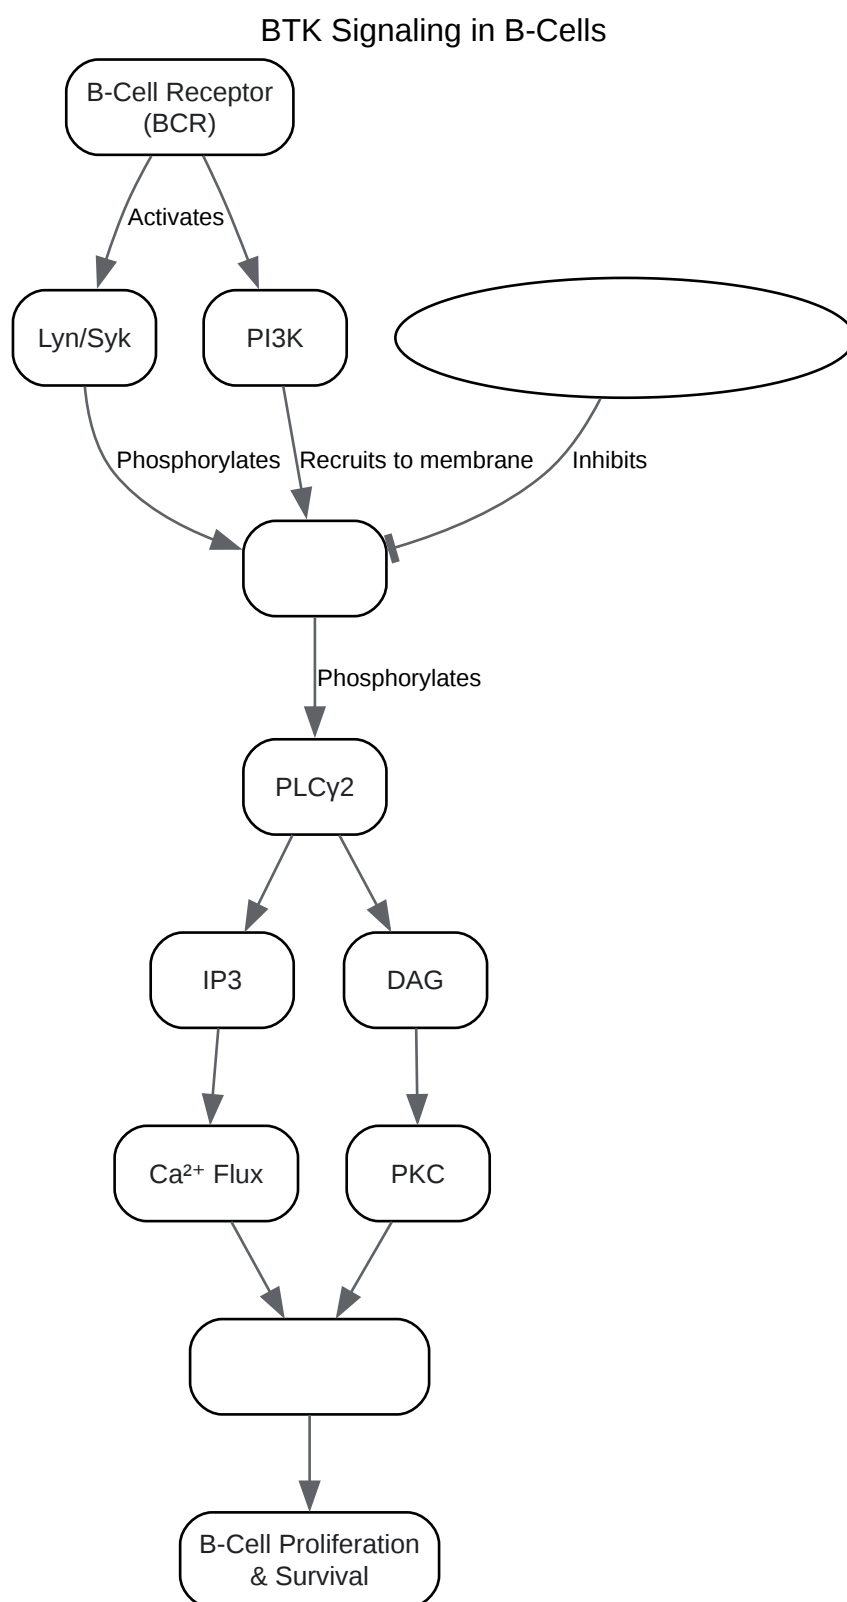 BTK Signaling in B-Cells
B-Cell Receptor
(BCR)
Activates
Lyn/Syk
PI3K
Phosphorylates
Recruits to membrane
Inhibits
Phosphorylates
PLCγ2
IP3
DAG
Ca²⁺ Flux
PKC
B-Cell Proliferation
& Survival